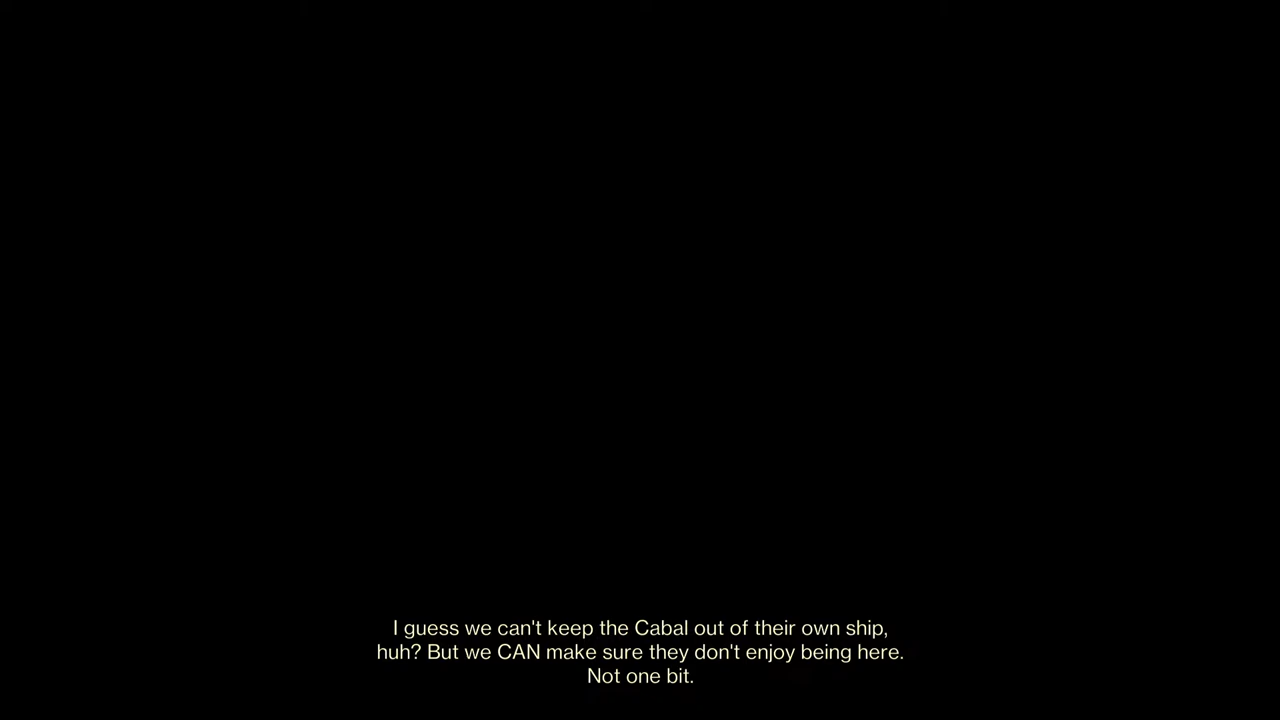 I guess we can't keep the Cabal out of their own ship,
huh? But we CAN make sure they don't enjoy being here.
Not one bit.